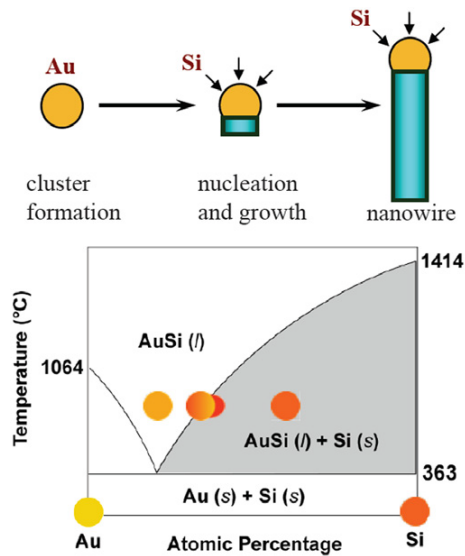 Au
Si
Si
cluster
formation
nucleation
and growth
nanowire
1414
AuSi (l)
1064
Temperature (°C)
AuSi (l) + Si (s)
363
Au (s) + Si (s)
Au
Atomic Percentage
Si